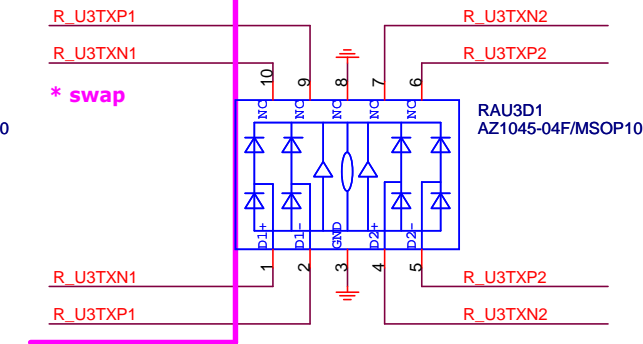 R_U3TXP1
R_U3TXN2
R_U3TXN1
R_U3TXP2
* swap
10 9 8 7 6
NC NC NC NC NC
RAU3D1
AZ1045-04F/MSOP10
0
D1+ D1- GND D2+ D2-
1 2 3 4 5
R_U3TXN1
R_U3TXP2
R_U3TXP1
R_U3TXN2